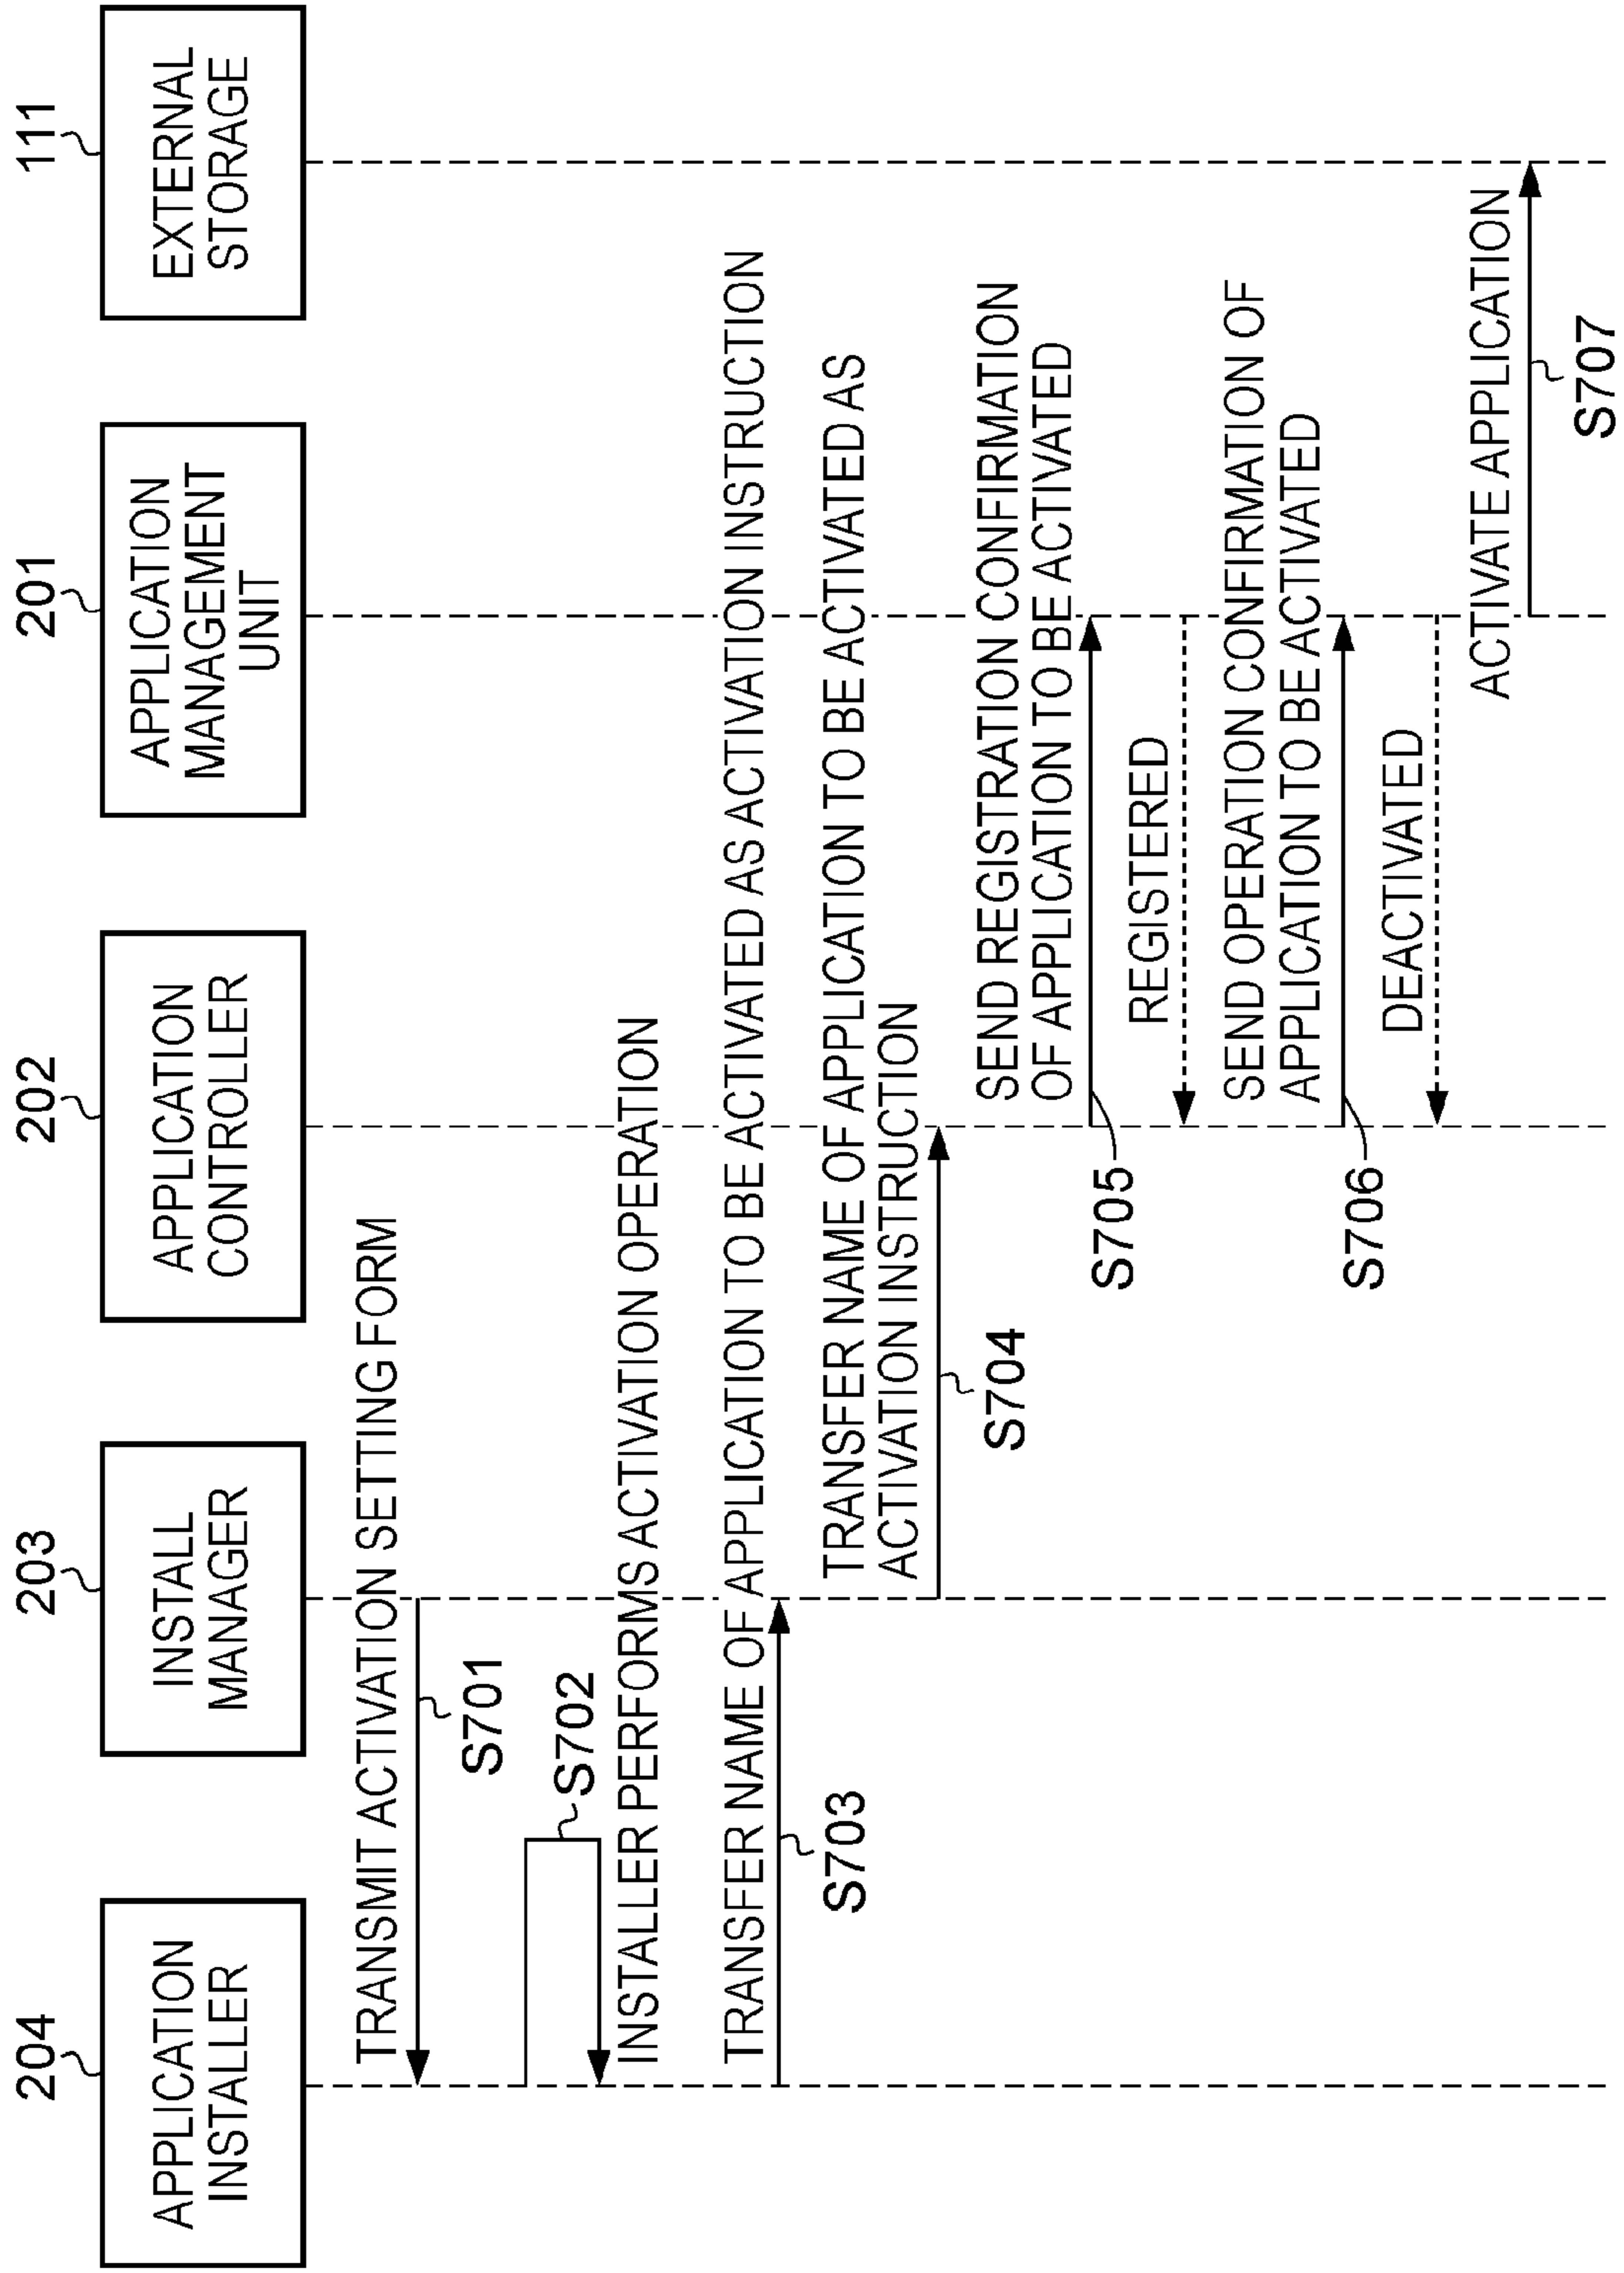 204
203
202
201
111
APPLICATION
INSTALLER
INSTALL
MANAGER
APPLICATION
CONTROLLER
APPLICATION
MANAGEMENT
UNIT
EXTERNAL
STORAGE
TRANSMIT ACTIVATION SETTING FORM
S701
S702
INSTALLER PERFORMS ACTIVATION OPERATION
TRANSFER NAME OF APPLICATION TO BE ACTIVATED AS ACTIVATION INSTRUCTION
S703
TRANSFER NAME OF APPLICATION TO BE ACTIVATED AS
ACTIVATION INSTRUCTION
S704
SEND REGISTRATION CONFIRMATION
OF APPLICATION TO BE ACTIVATED
S705
REGISTERED
SEND OPERATION CONFIRMATION OF
APPLICATION TO BE ACTIVATED
S706
DEACTIVATED
ACTIVATE APPLICATION
S707